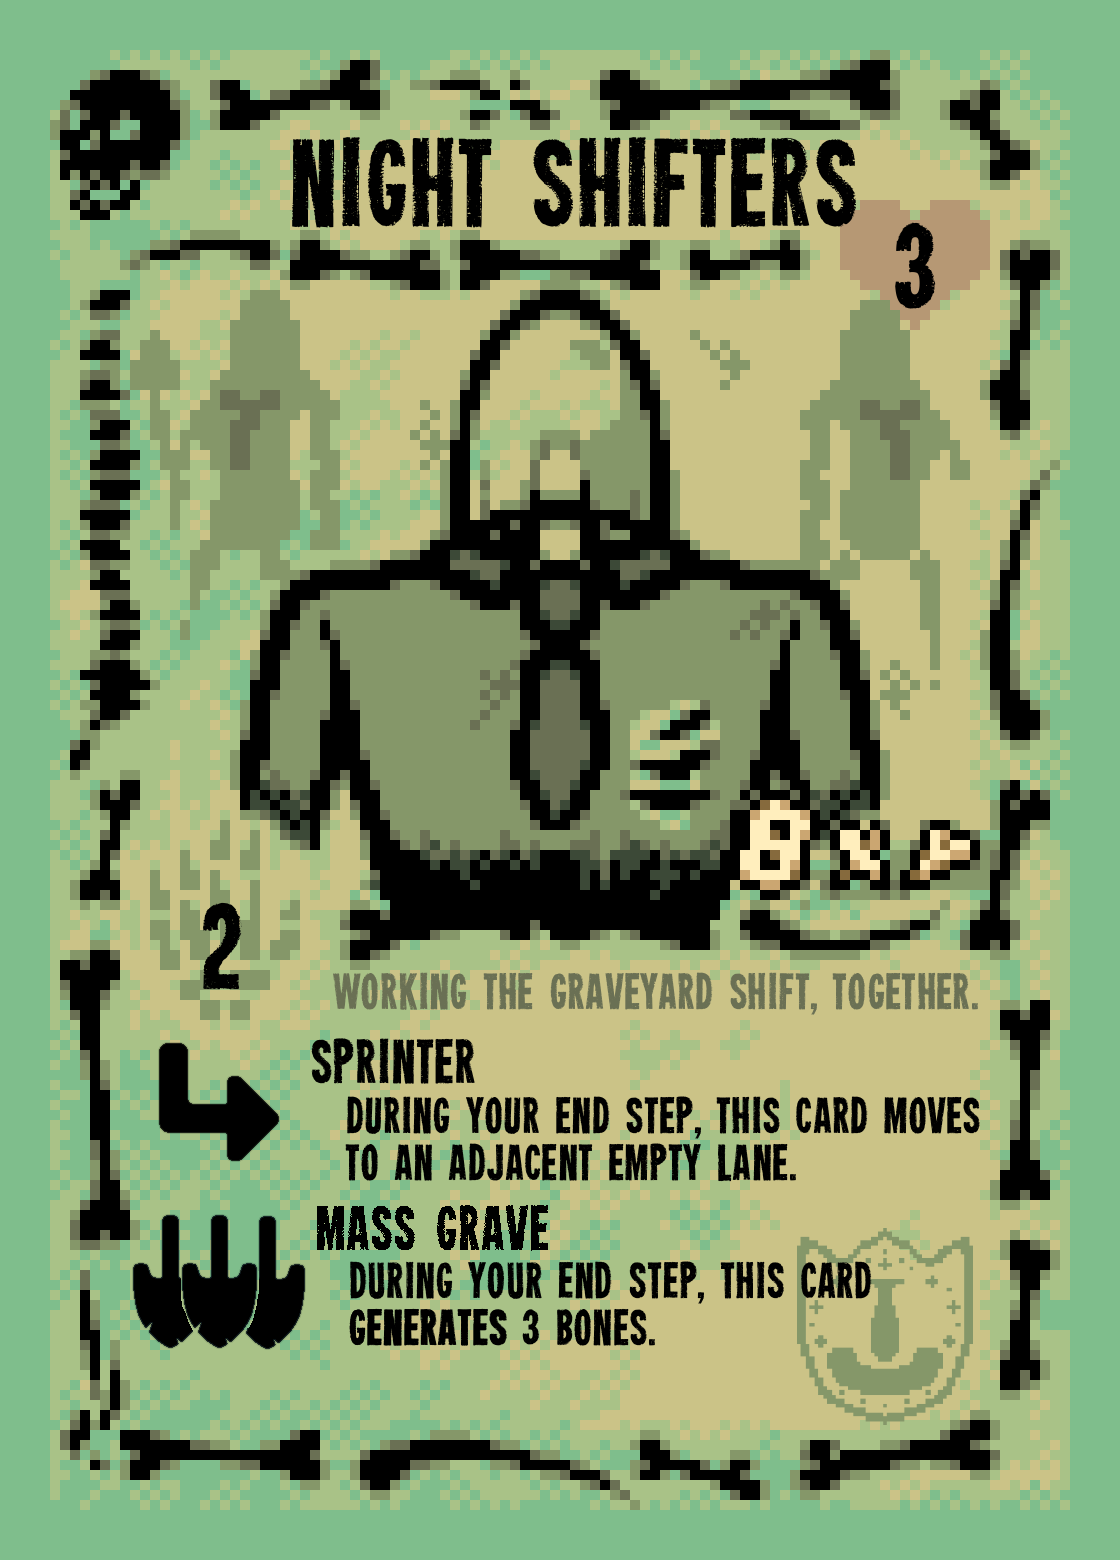 NIGHT SHIFTERS
3
8 X
2
WORKING THE GRAVEYARD SHIFT, TOGETHER.
SPRINTER
DURING YOUR END STEP, THIS CARD MOVES
TO AN ADJACENT EMPTY LANE.
MASS GRAVE
DURING YOUR END STEP, THIS CARD
GENERATES 3 BONES.